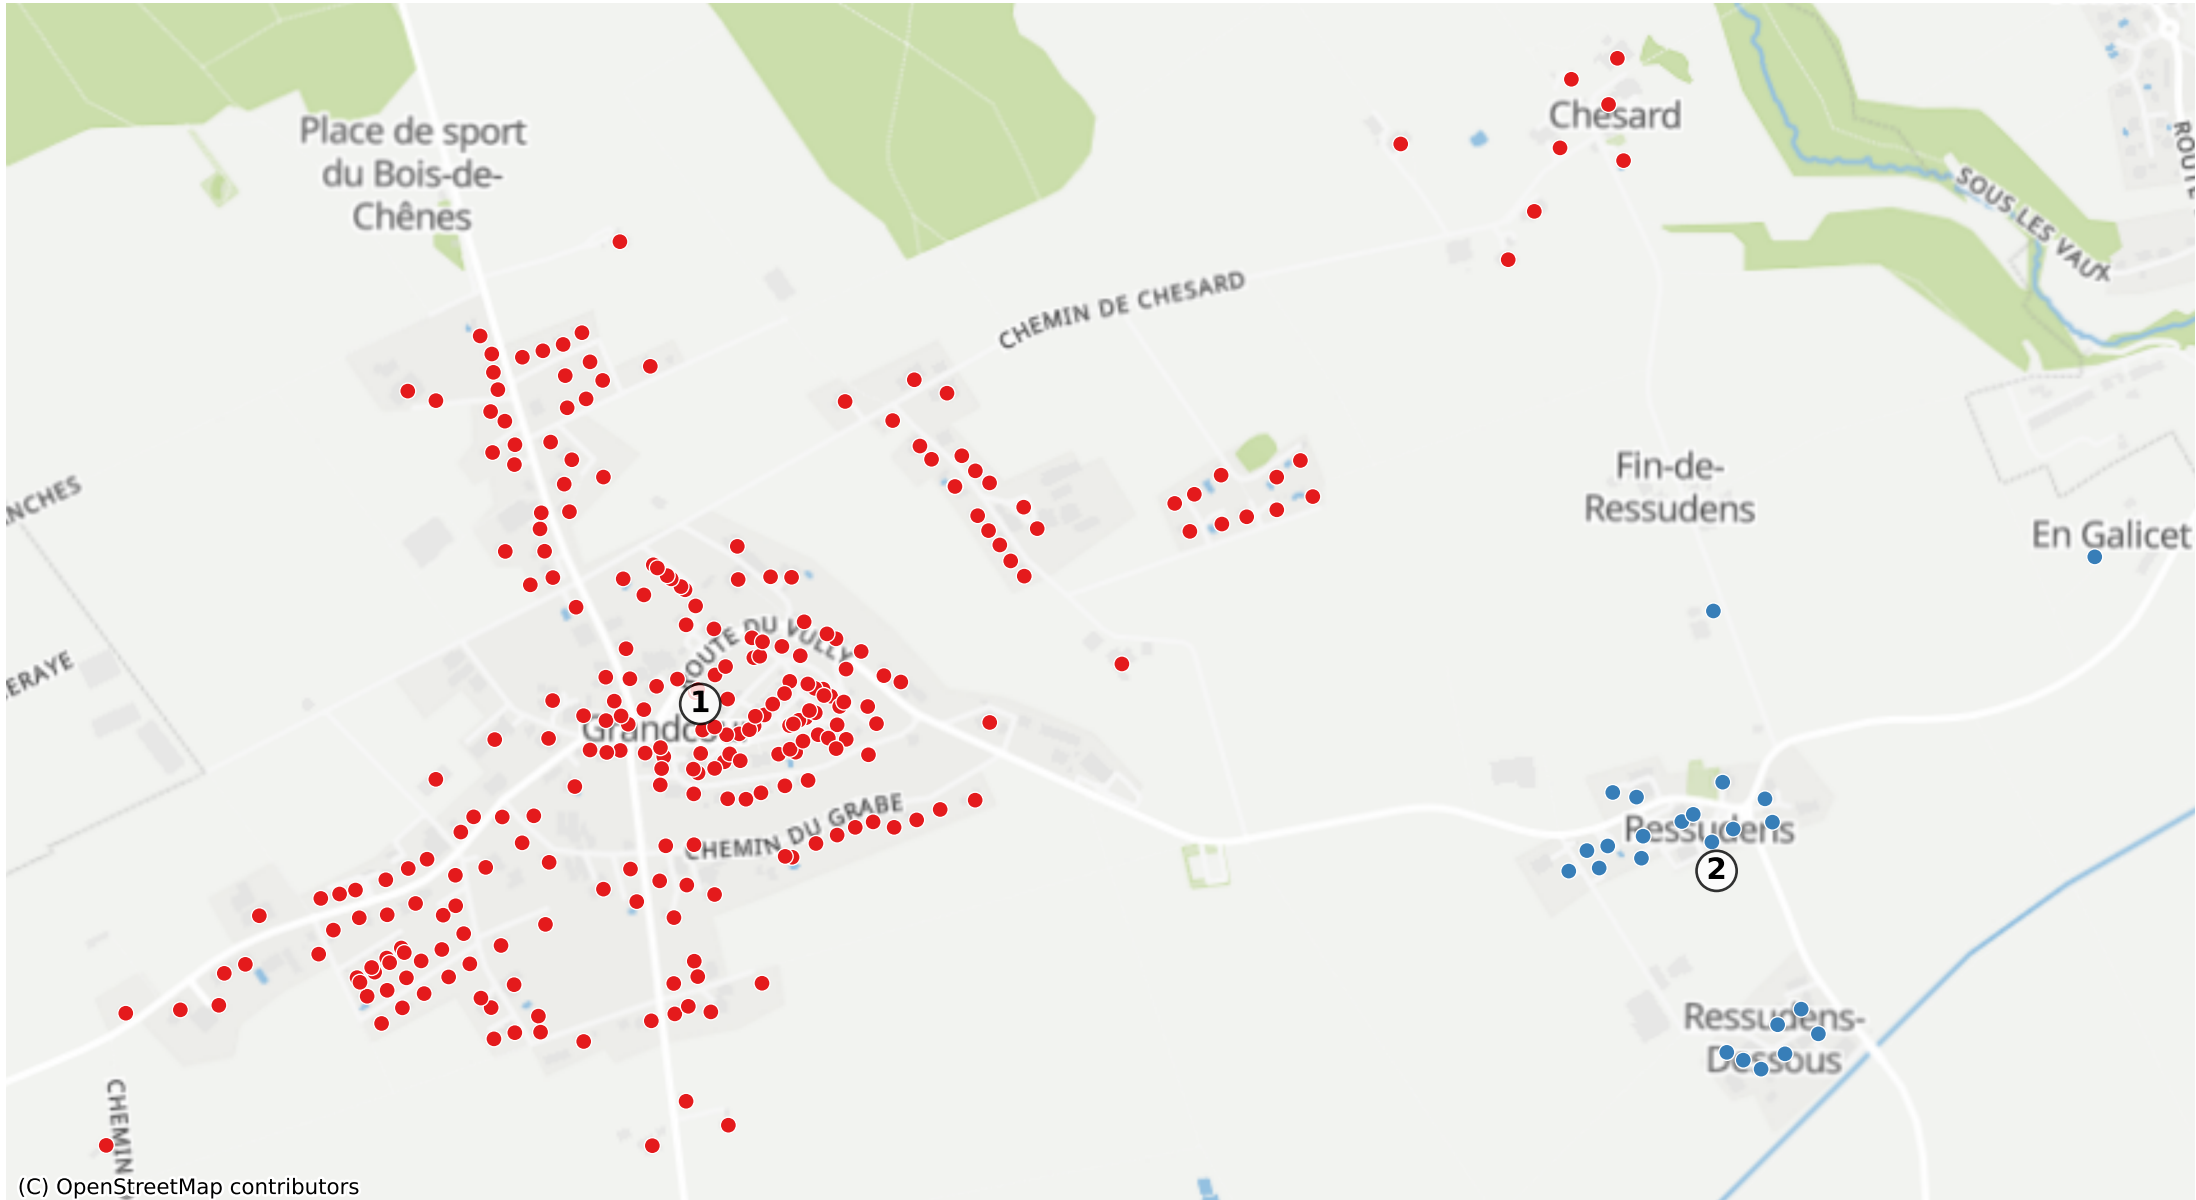 Place de sport
du Bois-de-
Chênes
Chesard
SOUS LES VAUX
ROUTE
CHEMIN DE CHESARD
Fin-de-
Ressudens
En Galicet
NCHES
ERAYE
ROUTE DU VULLY
1
CHEMIN DU GRABE
Ressudens
2
Ressudens-
Dessous
CHEMIN
(C) OpenStreetMap contributors